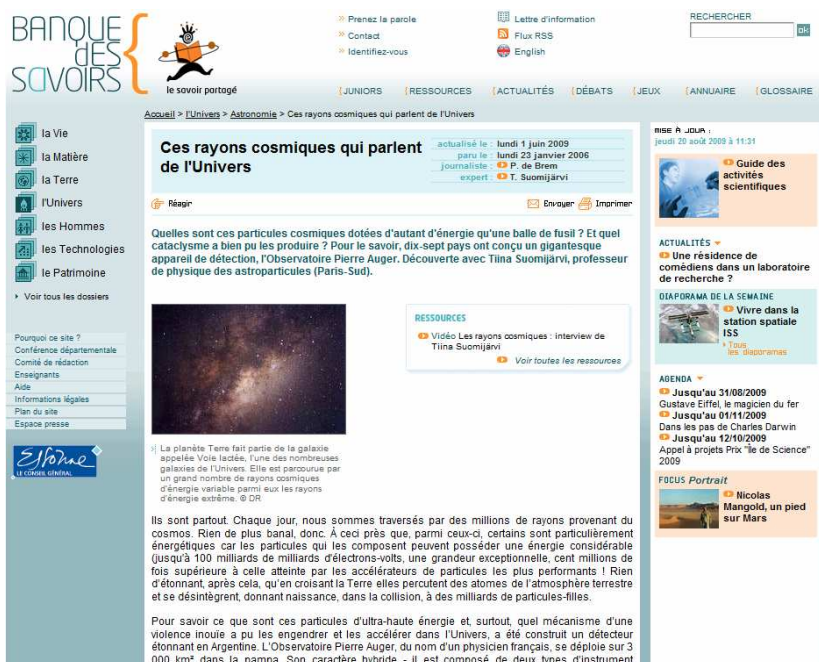 BANQUE
DES
SAVOIRS
le savoir partagé
Prenez la parole
Contact
Identifiez-vous
Lettre d'information
Flux RSS
English
RECHERCHER
ok
JUNIORS
RESSOURCES
ACTUALITÉS
DÉBATS
JEUX
ANNUAIRE
GLOSSAIRE
Accueil > l'Univers > Astronomie > Ces rayons cosmiques qui parlent de l'Univers
la Vie
la Matière
la Terre
l'Univers
les Hommes
les Technologies
le Patrimoine
Voir tous les dossiers
Pourquoi ce site ?
Conférence départementale
Comité de rédaction
Enseignants
Aide
Informations légales
Plan du site
Espace presse
Essonne
LE CONSEIL GÉNÉRAL
Ces rayons cosmiques qui parlent
de l'Univers
actualisé le : lundi 1 juin 2009
paru le : lundi 23 janvier 2006
journaliste : P. de Brem
expert : T. Suomijärvi
Réagir
Envoyer
Imprimer
Quelles sont ces particules cosmiques dotées d'autant d'énergie qu'une balle de fusil ? Et quel
cataclysme a bien pu les produire ? Pour le savoir, dix-sept pays ont conçu un gigantesque
appareil de détection, l'Observatoire Pierre Auger. Découverte avec Tiina Suomijärvi, professeur
de physique des astroparticules (Paris-Sud).
RESSOURCES
Vidéo Les rayons cosmiques : interview de
Tiina Suomijärvi
Voir toutes les ressources
La planète Terre fait partie de la galaxie
appelée Voie lactée, l'une des nombreuses
galaxies de l'Univers. Elle est parcourue par
un grand nombre de rayons cosmiques
d'énergie variable parmi eux les rayons
d'énergie extrême. © DR
Ils sont partout. Chaque jour, nous sommes traversés par des millions de rayons provenant du
cosmos. Rien de plus banal, donc. À ceci près que, parmi ceux-ci, certains sont particulièrement
énergétiques car les particules qui les composent peuvent posséder une énergie considérable
(jusqu'à 100 milliards de milliards d'électrons-volts, une grandeur exceptionnelle, cent millions de
fois supérieure à celle atteinte par les accélérateurs de particules les plus performants ! Rien
d'étonnant, après cela, qu'en croisant la Terre elles percutent des atomes de l'atmosphère terrestre
et se désintègrent, donnant naissance, dans la collision, à des milliards de particules-filles.
Pour savoir ce que sont ces particules d'ultra-haute énergie et, surtout, quel mécanisme d'une
violence inouïe a pu les engendrer et les accélérer dans l'Univers, a été construit un détecteur
étonnant en Argentine. L'Observatoire Pierre Auger, du nom d'un physicien français, se déploie sur 3
000 km² dans la pampa. Son caractère hybride - il est composé de deux types d'instrument
MISE À JOUR :
jeudi 20 août 2009 à 11:31
Guide des
activités
scientifiques
ACTUALITÉS
Une résidence de
comédiens dans un laboratoire
de recherche ?
DIAPORAMA DE LA SEMAINE
Vivre dans la
station spatiale
ISS
Tous
les diaporamas
AGENDA
Jusqu'au 31/08/2009
Gustave Eiffel, le magicien du fer
Jusqu'au 01/11/2009
Dans les pas de Charles Darwin
Jusqu'au 12/10/2009
Appel à projets Prix "Île de Science"
2009
FOCUS Portrait
Nicolas
Mangold, un pied
sur Mars